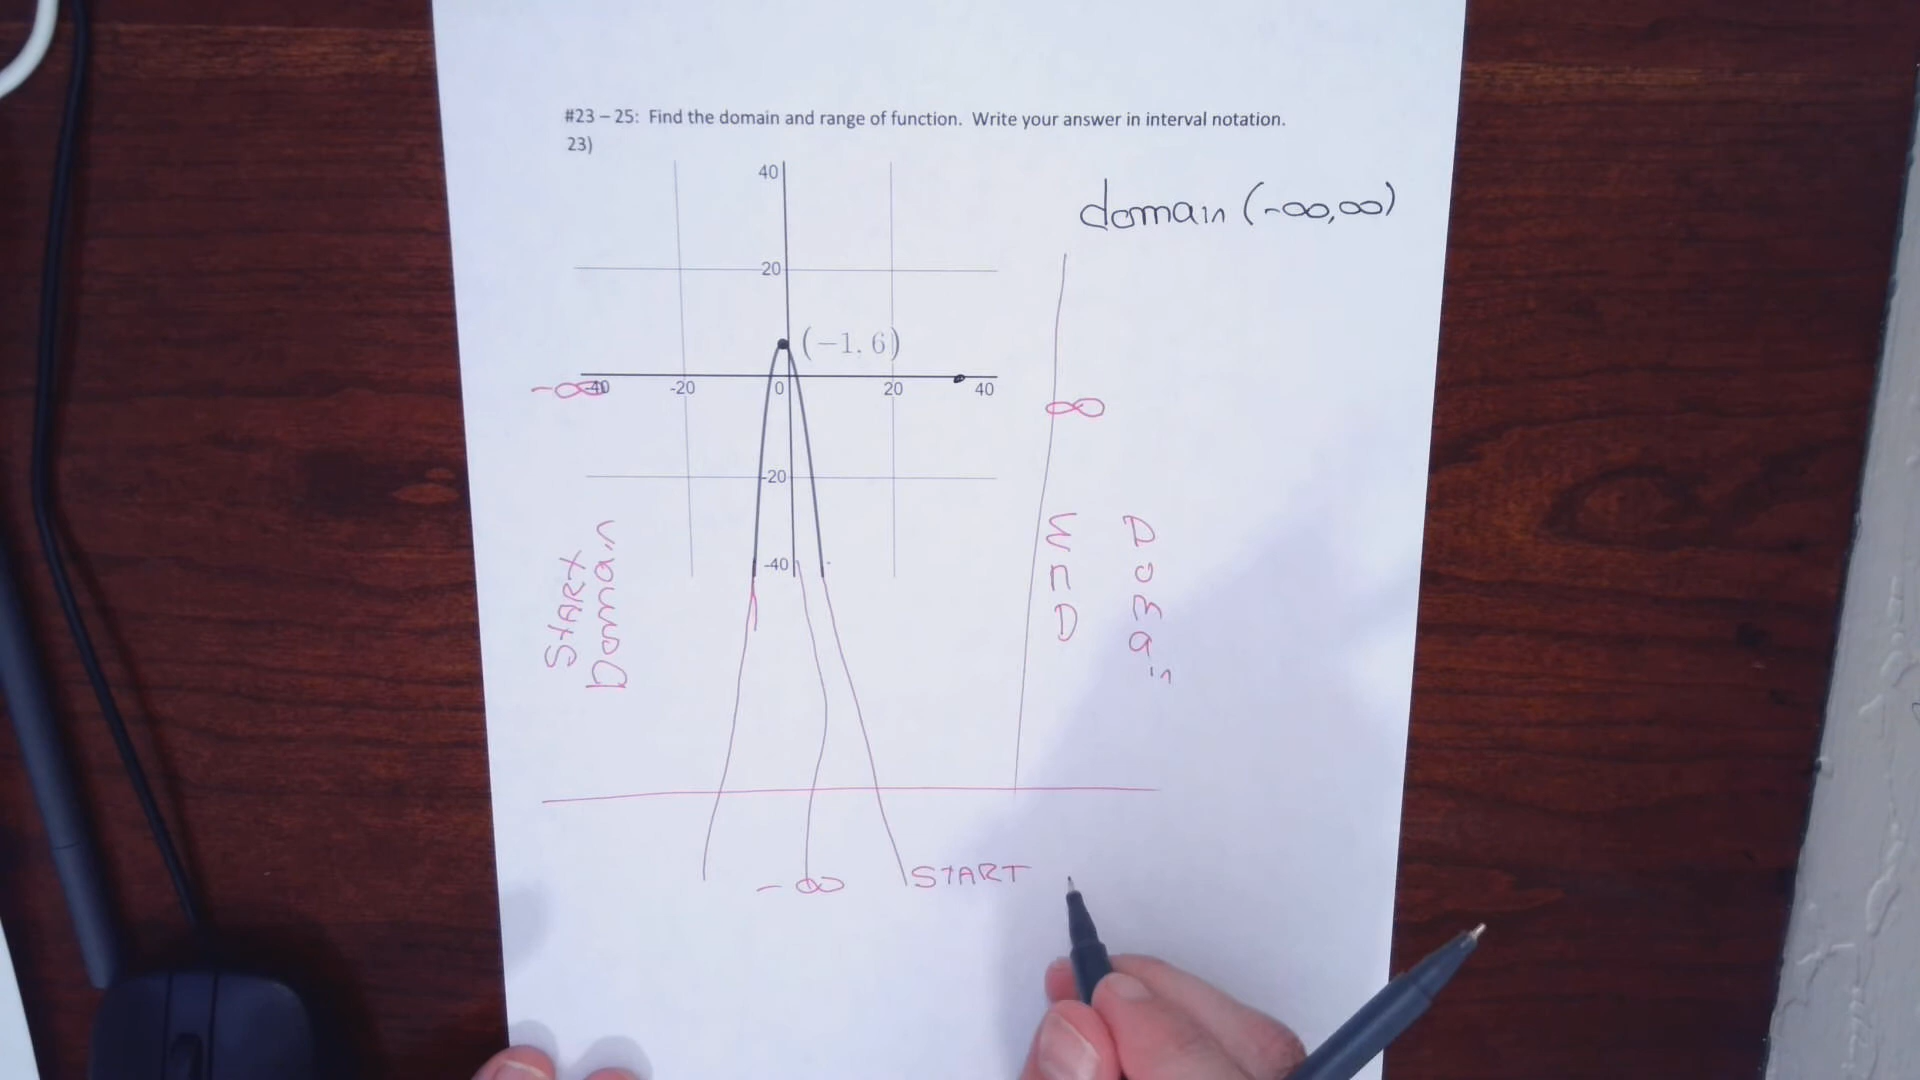 #23 – 25: Find the domain and range of function. Write your answer in interval notation.
23)
40
domain (-∞,∞)
20
(−1, 6)
-∞
-40
-20
0
20
40
∞
-20
-40
START
Domain
END
Domain
-∞
START